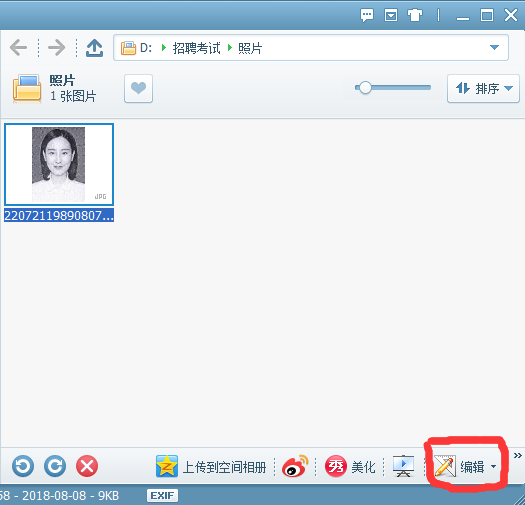 D: 招聘考试 照片
照片
1 张图片
排序
JPG
22072119890807...
上传到空间相册
秀 美化
编辑
58 - 2018-08-08 - 9KB
EXIF